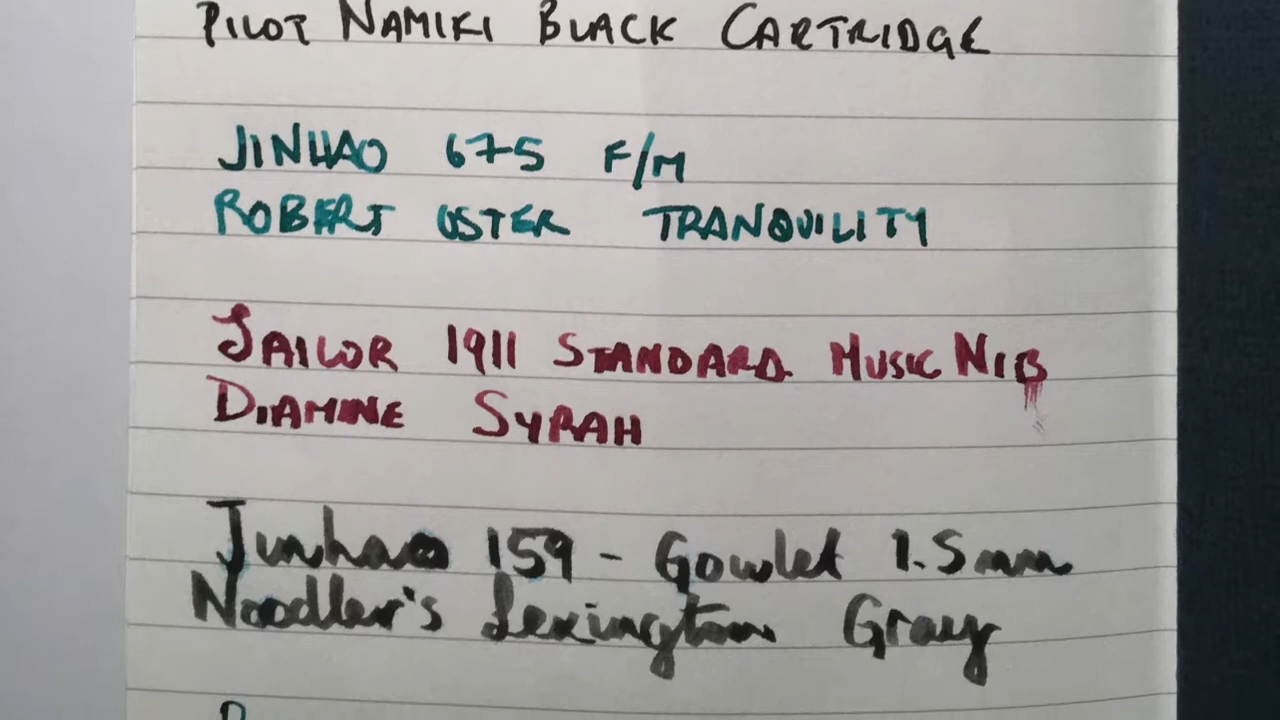 PILOT NAMIKI BLACK CARTRIDGE
JINHAO 675 F/M
ROBERT OSTER TRANQUILITY
SAILOR 1911 STANDARD MUSIC NIB
DIAMINE SYRAH
Jinhao 159 - Gowlet 1.5mm
Noodler's Lexington Gray